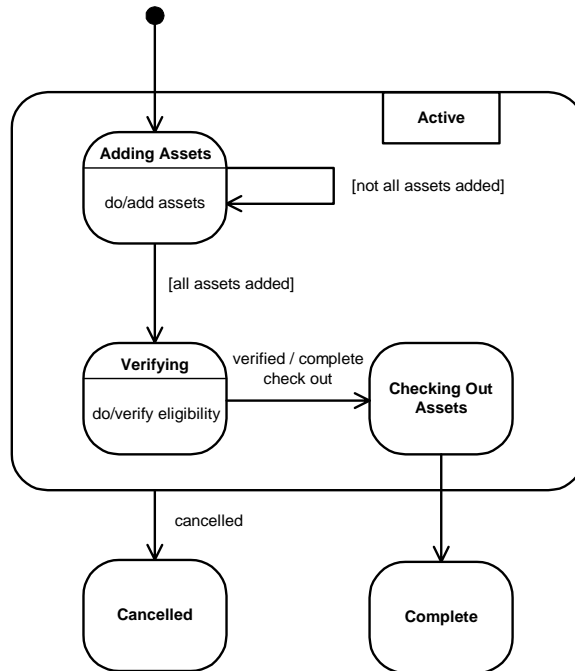 Active
Adding Assets
do/add assets
[not all assets added]
[all assets added]
Verifying
do/verify eligibility
verified / complete
check out
Checking Out
Assets
cancelled
Cancelled
Complete